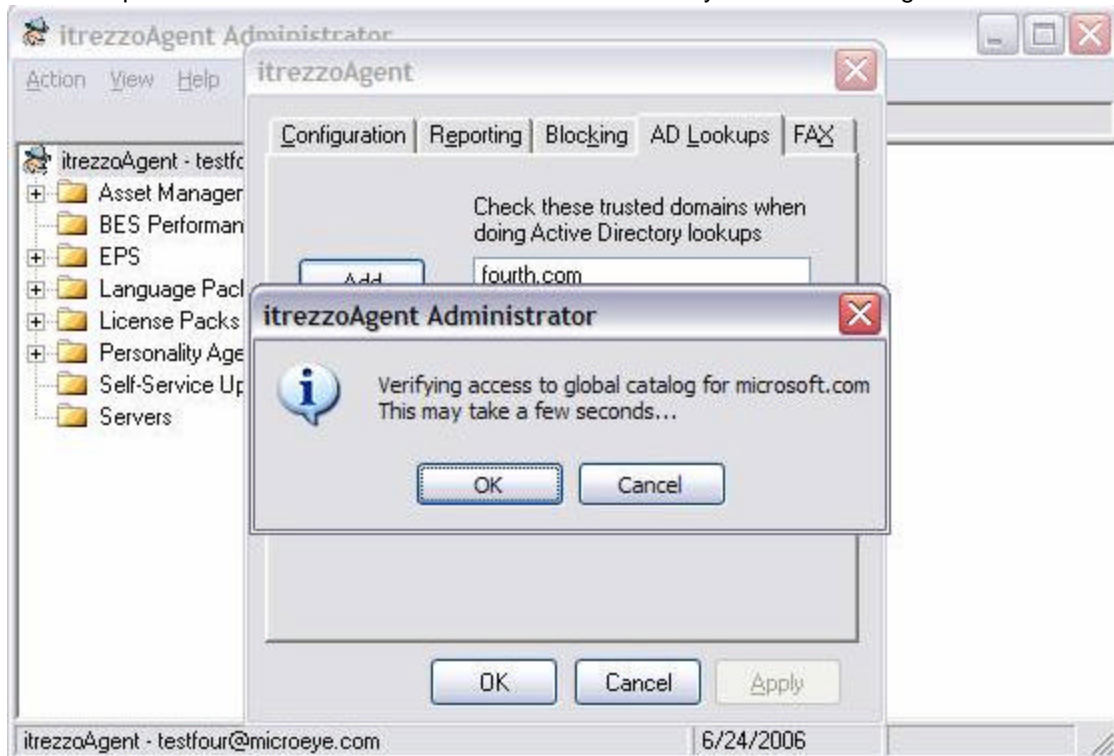 itrezzoAgent Administrator
Action View Help
itrezzoAgent
Configuration Reporting Blocking AD Lookups FAX
itrezzoAgent - testfo
Asset Manager
BES Performan
EPS
Language Pac
License Packs
Personality Age
Self-Service Up
Servers
Check these trusted domains when
doing Active Directory lookups
Add
fourth.com
itrezzoAgent Administrator
Verifying access to global catalog for microsoft.com
This may take a few seconds...
OK Cancel
OK Cancel Apply
itrezzoAgent - testfour@microeye.com 6/24/2006